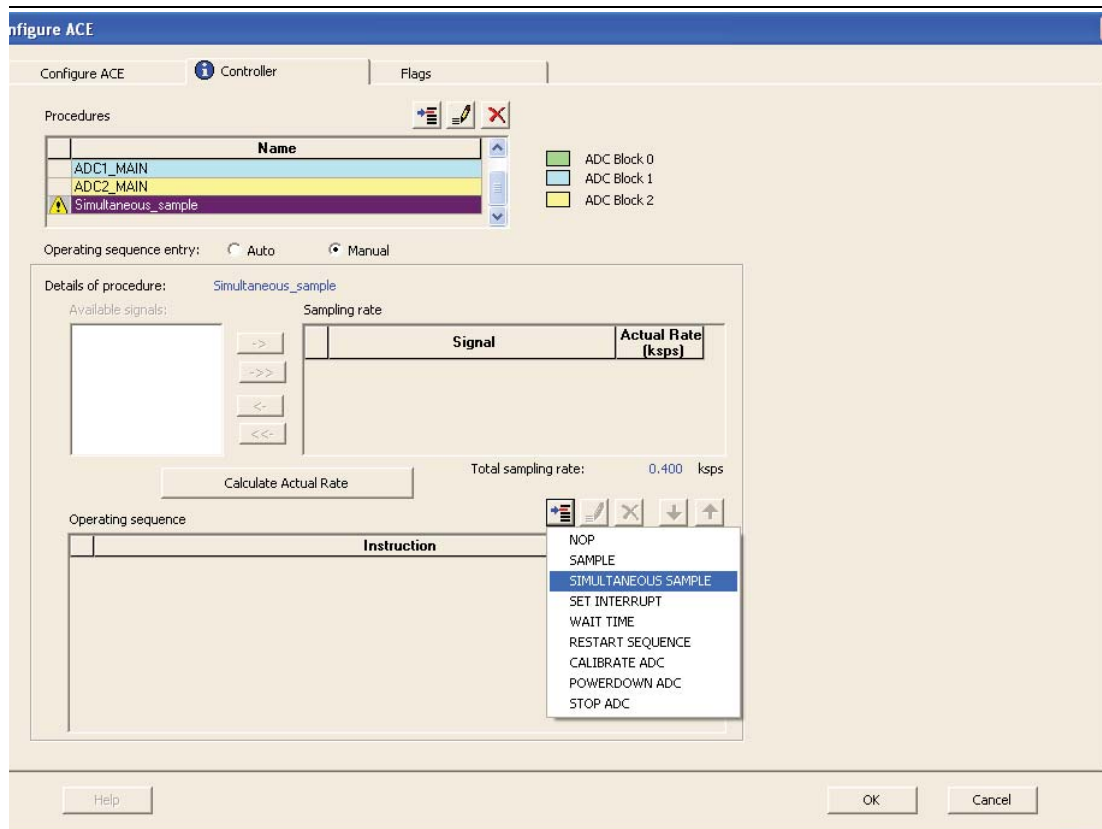 nfigure ACE
Configure ACE Controller Flags
Procedures
Name
ADC1_MAIN
ADC2_MAIN
Simultaneous_sample
ADC Block 0
ADC Block 1
ADC Block 2
Operating sequence entry: Auto Manual
Details of procedure: Simultaneous_sample
Available signals: Sampling rate
-> Signal Actual Rate (ksps)
->>
<-
<<-
Calculate Actual Rate
Total sampling rate: 0.400 ksps
Operating sequence
Instruction
NOP
SAMPLE
SIMULTANEOUS SAMPLE
SET INTERRUPT
WAIT TIME
RESTART SEQUENCE
CALIBRATE ADC
POWERDOWN ADC
STOP ADC
Help OK Cancel